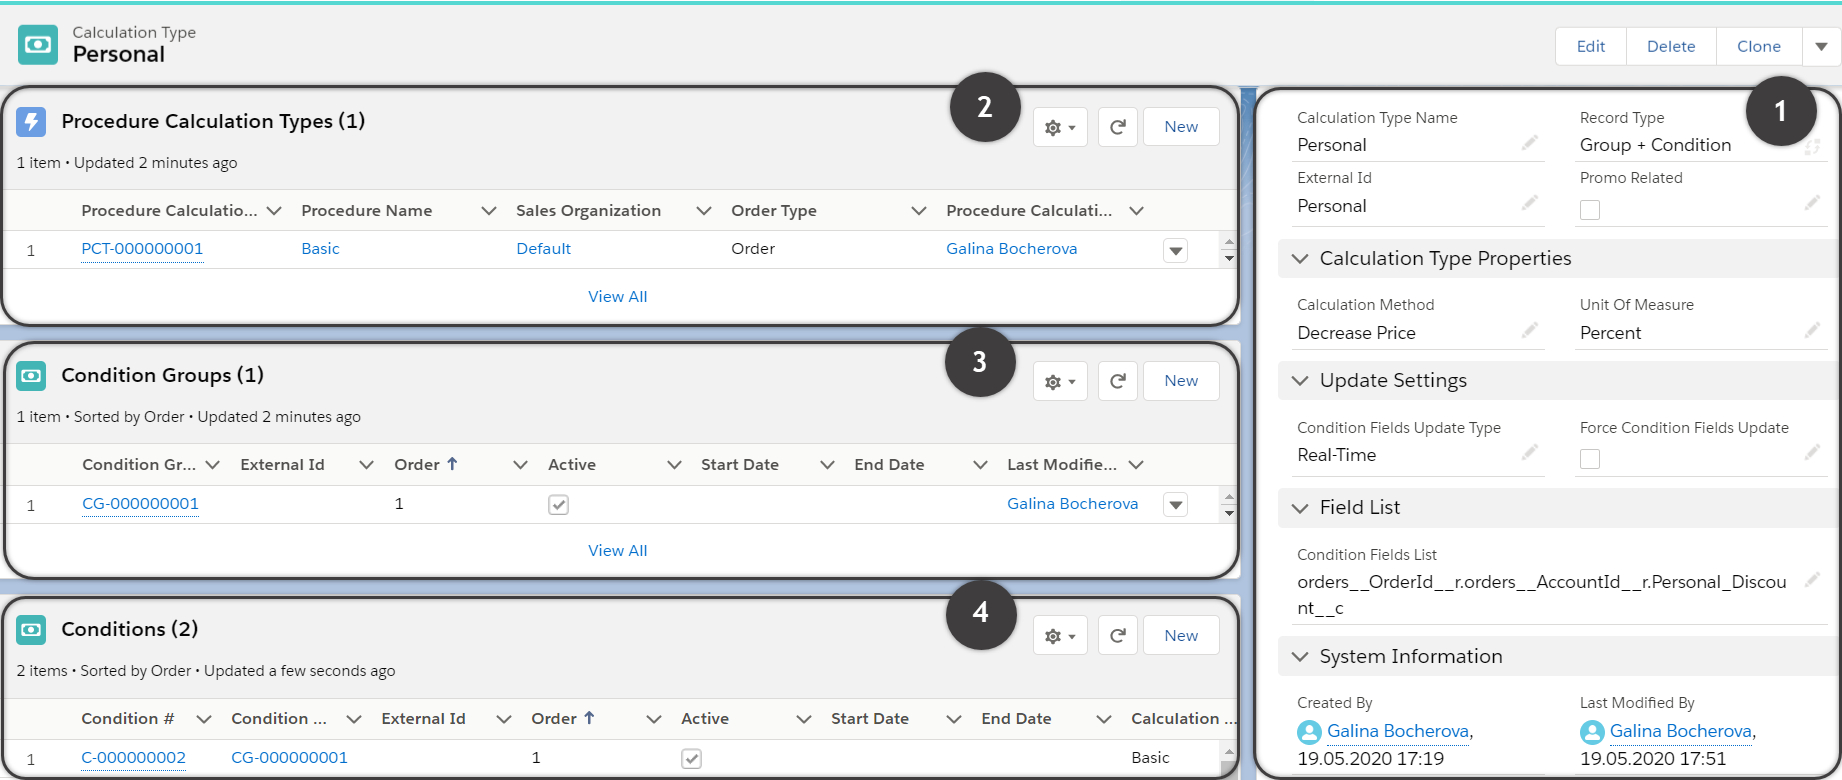 Calculation Type
Personal
Edit Delete Clone
2
Procedure Calculation Types (1)
New
1 item • Updated 2 minutes ago
Procedure Calculatio... Procedure Name Sales Organization Order Type Procedure Calculati...
1 PCT-000000001 Basic Default Order Galina Bocherova
View All
3
Condition Groups (1)
New
1 item • Sorted by Order • Updated 2 minutes ago
Condition Gr... External Id Order Active Start Date End Date Last Modifie...
1 CG-000000001 1 Galina Bocherova
View All
4
Conditions (2)
New
2 items • Sorted by Order • Updated a few seconds ago
Condition # Condition ... External Id Order Active Start Date End Date Calculation ...
1 C-000000002 CG-000000001 1 Basic
1
Calculation Type Name Record Type
Personal Group + Condition
External Id Promo Related
Personal
Calculation Type Properties
Calculation Method Unit Of Measure
Decrease Price Percent
Update Settings
Condition Fields Update Type Force Condition Fields Update
Real-Time
Field List
Condition Fields List
orders__OrderId__r.orders__AccountId__r.Personal_Discou
nt__c
System Information
Created By Last Modified By
Galina Bocherova, Galina Bocherova,
19.05.2020 17:19 19.05.2020 17:51